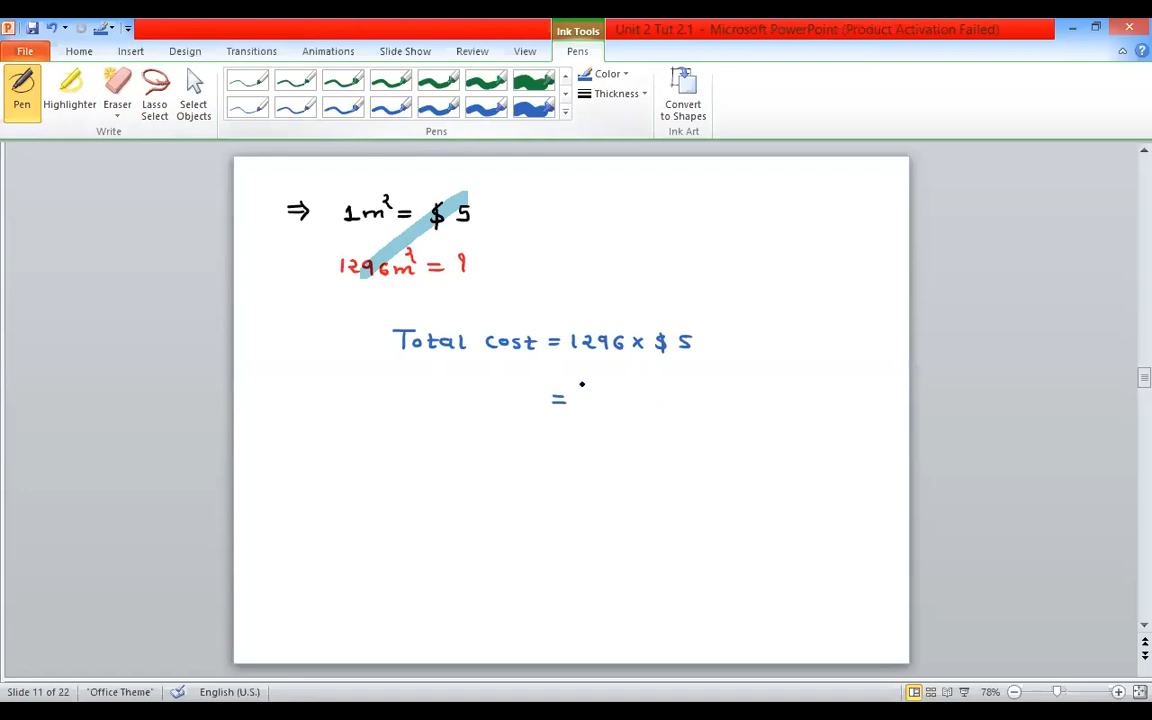 Ink Tools
Unit 2 Tut 2.1 - Microsoft PowerPoint (Product Activation Failed)
File Home Insert Design Transitions Animations Slide Show Review View Pens
Pen Highlighter Eraser Lasso Select Select Objects
Color
Thickness
Convert to Shapes
Write Pens Ink Art
⇒ 1m² = $ 5
1296m² = ?
Total cost = 1296 × $ 5
=
Slide 11 of 22 "Office Theme" English (U.S.) 78%